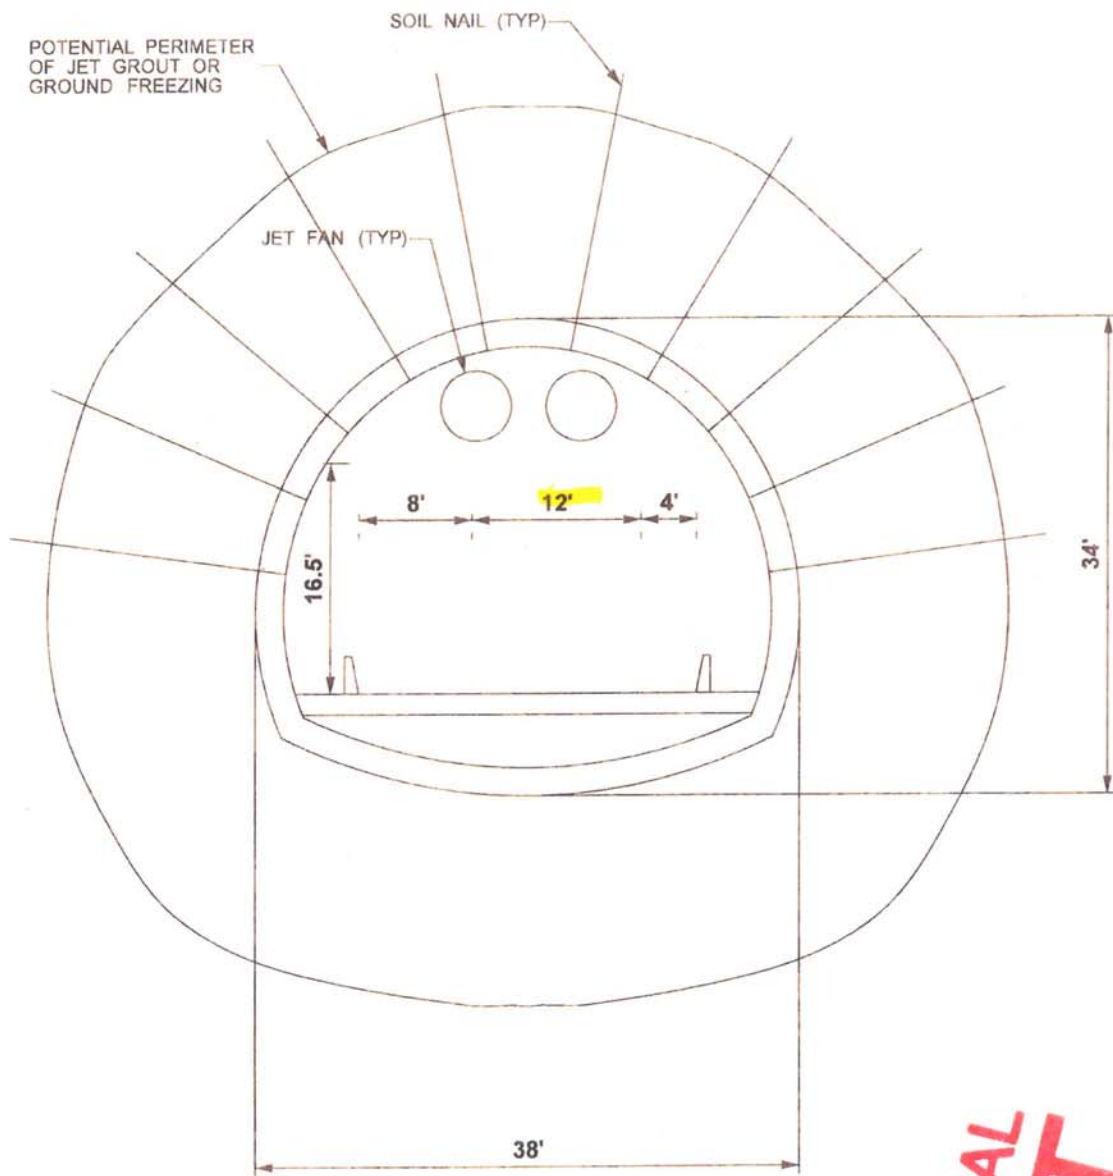 SOIL NAIL (TYP)
POTENTIAL PERIMETER
OF JET GROUT OR
GROUND FREEZING
JET FAN (TYP)
8'
12'
4'
16.5'
34'
38'